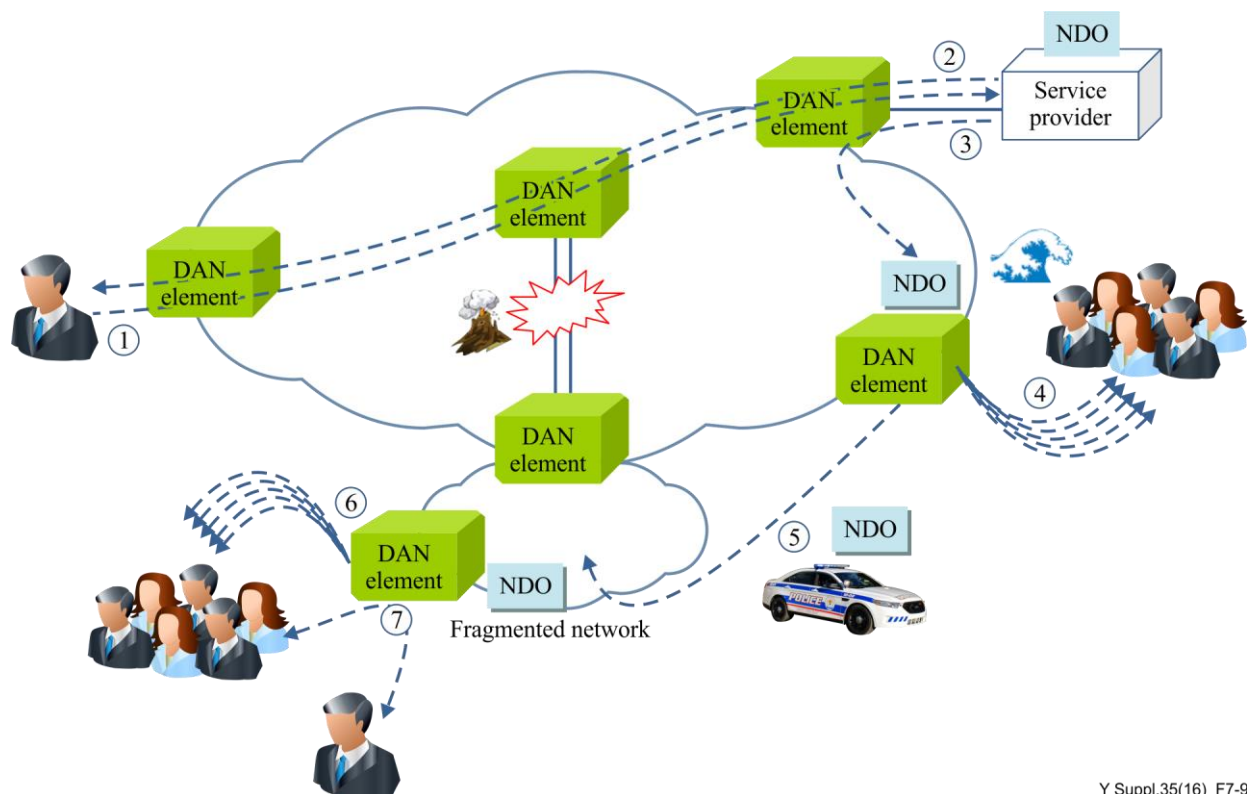 NDO
2
DAN
element
Service
provider
3
DAN
element
DAN
element
NDO
1
DAN
element
4
DAN
element
6
5
NDO
DAN
element
NDO
POLICE
7
Fragmented network
Y Suppl.35(16)_F7-9